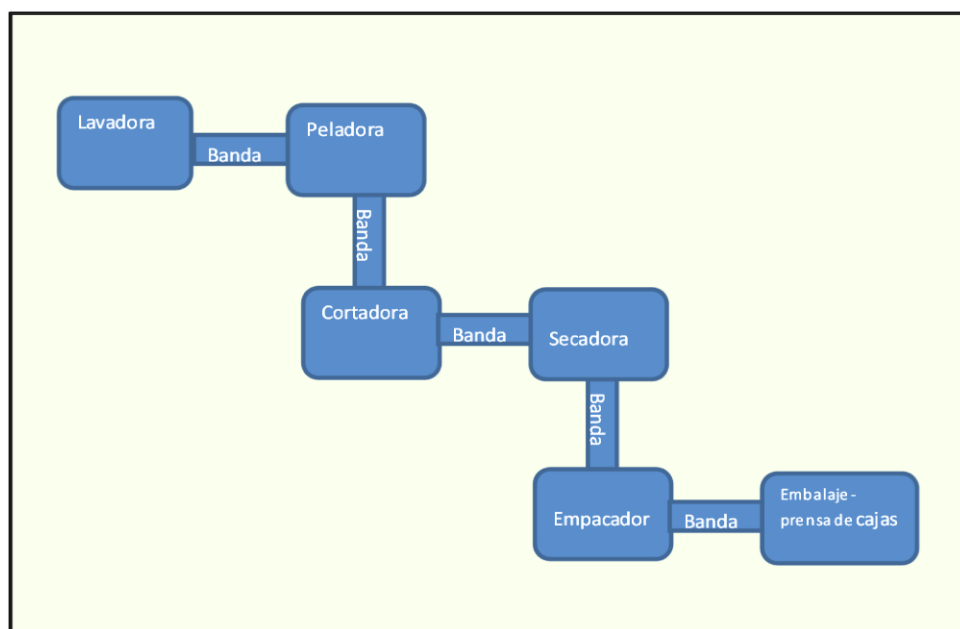 Lavadora
Banda
Peladora
Banda
Cortadora
Banda
Secadora
Banda
Empacador
Banda
Embalaje-
prensa de cajas